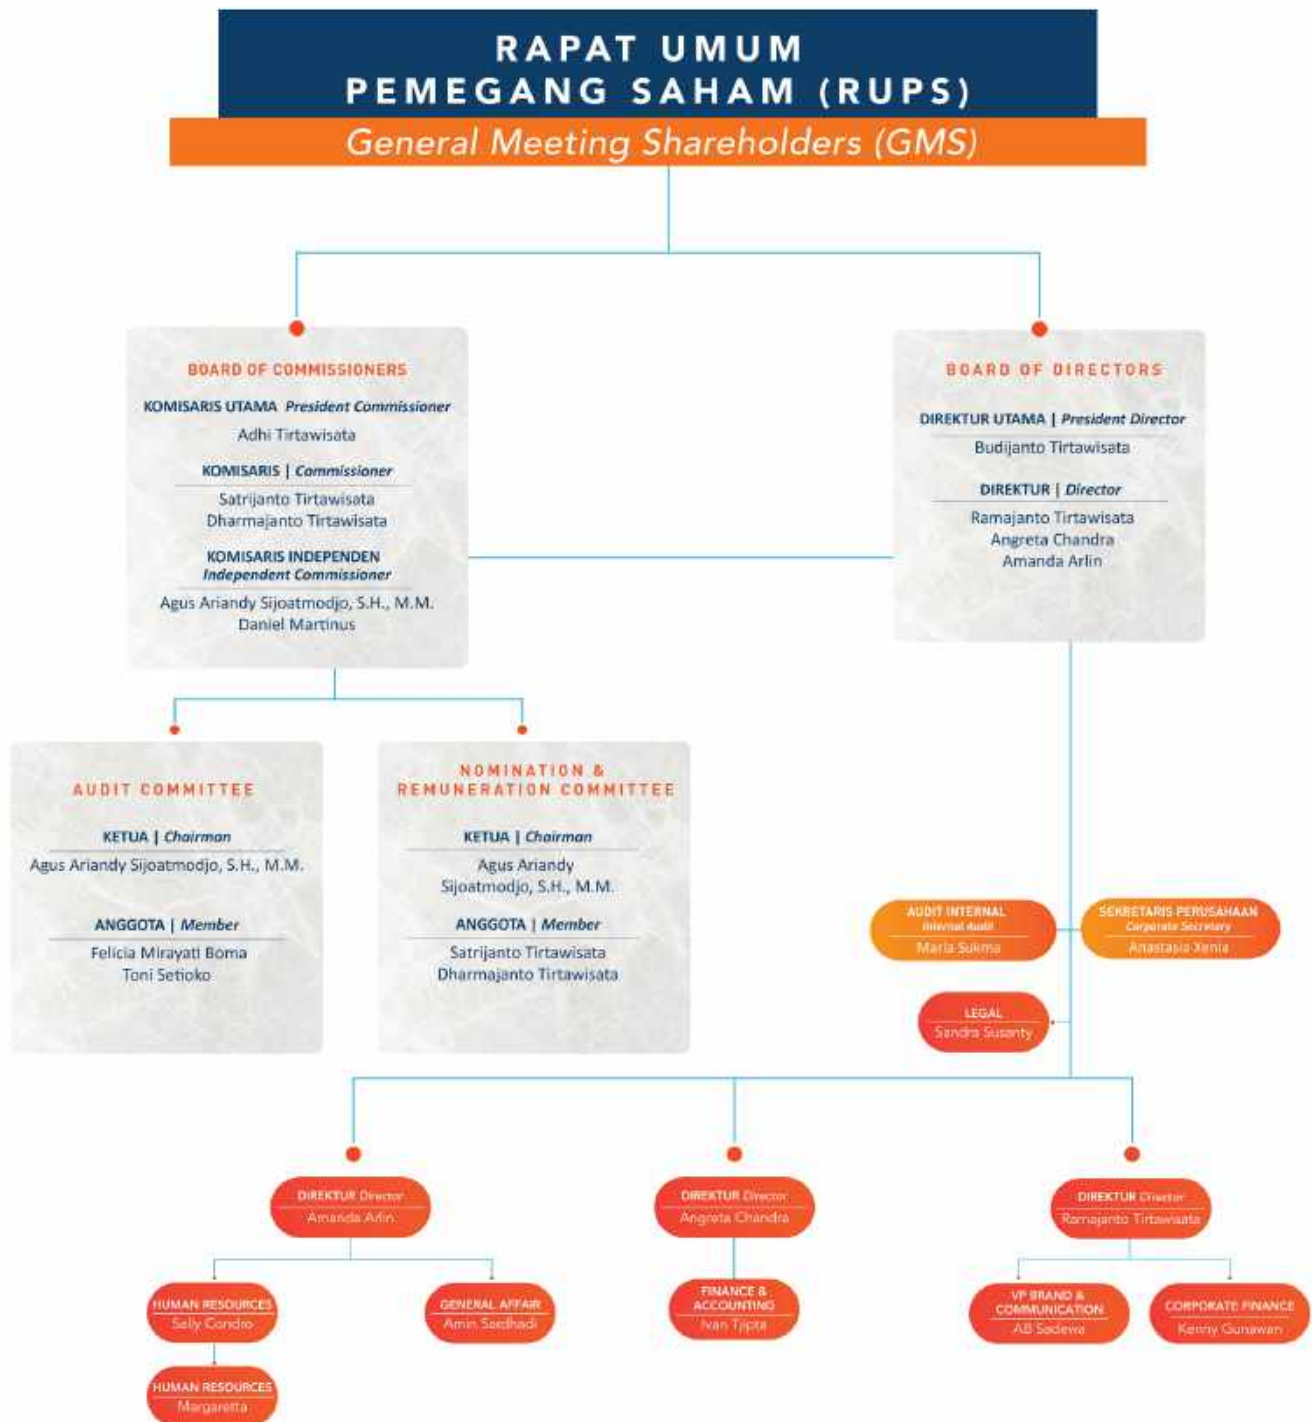 RAPAT UMUM
PEMEGANG SAHAM (RUPS)
General Meeting Shareholders (GMS)
BOARD OF COMMISSIONERS
KOMISARIS UTAMA President Commissioner
Adhi Tirtawisata
KOMISARIS | Commissioner
Satrijanto Tirtawisata
Dharmajanto Tirtawisata
KOMISARIS INDEPENDEN
Independent Commissioner
Agus Ariandy Sijoatmodjo, S.H., M.M.
Daniel Martinus
BOARD OF DIRECTORS
DIREKTUR UTAMA | President Director
Budijanto Tirtawisata
DIREKTUR | Director
Ramajanto Tirtawisata
Angreta Chandra
Amanda Arlin
AUDIT COMMITTEE
KETUA | Chairman
Agus Ariandy Sijoatmodjo, S.H., M.M.
ANGGOTA | Member
Felicia Mirayati Boma
Toni Setioko
NOMINATION &
REMUNERATION COMMITTEE
KETUA | Chairman
Agus Ariandy
Sijoatmodjo, S.H., M.M.
ANGGOTA | Member
Satrijanto Tirtawisata
Dharmajanto Tirtawisata
AUDIT INTERNAL
Internal Audit
Maria Sukma
SEKRETARIS PERUSAHAAN
Corporate Secretary
Anastasia Xenia
LEGAL
Sandra Susanty
DIREKTUR Director
Amanda Arlin
DIREKTUR Director
Angreta Chandra
DIREKTUR Director
Ramajanto Tirtawisata
HUMAN RESOURCES
Selly Condro
GENERAL AFFAIR
Amin Saedhadi
FINANCE &
ACCOUNTING
Ivan Tjipta
VP BRAND &
COMMUNICATION
AB Sadewa
CORPORATE FINANCE
Kenny Gunawan
HUMAN RESOURCES
Margaretta